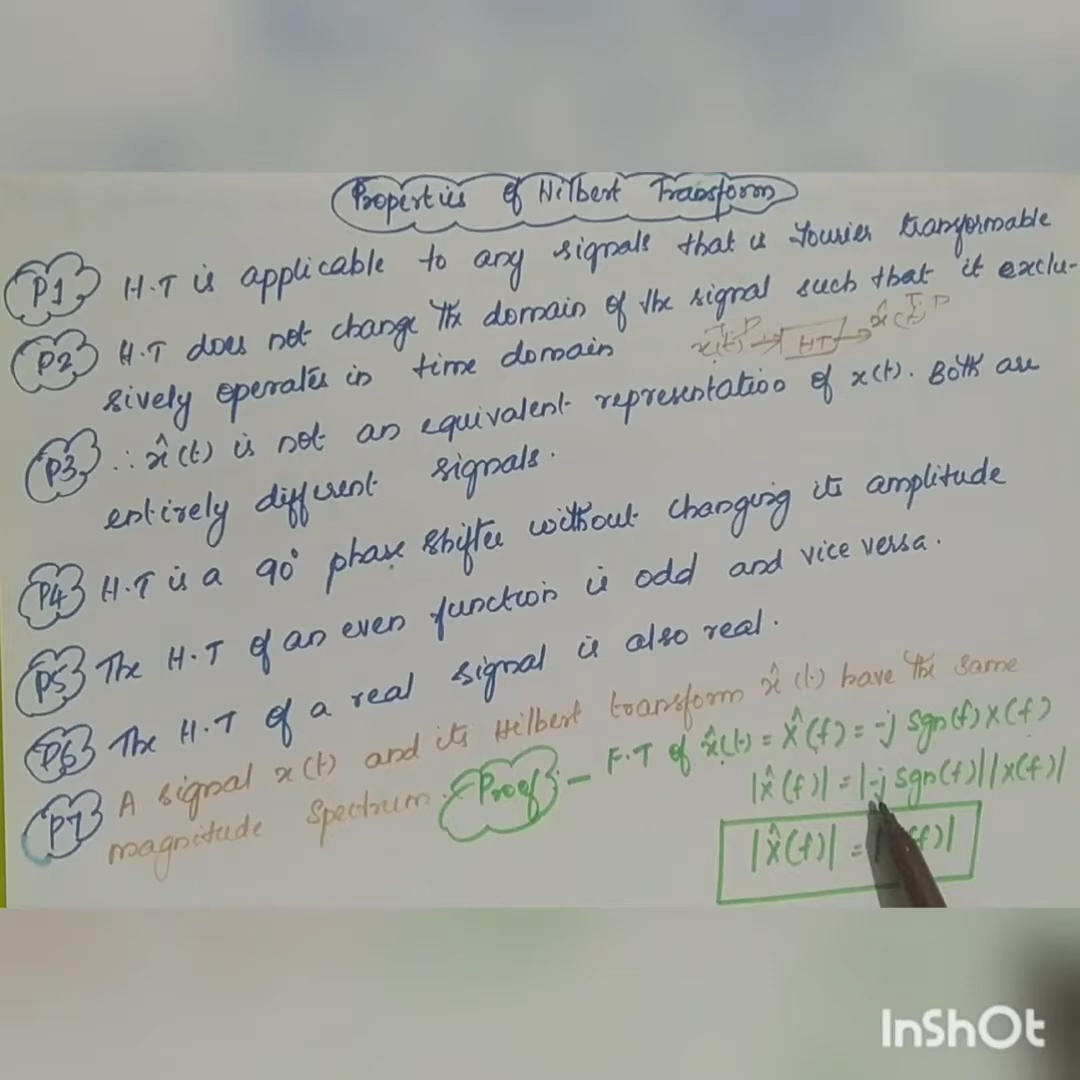 Properties of Hilbert Transform
P1 H.T is applicable to any signals that is Fourier transformable
P2 H.T does not change the domain of the signal such that it exclu-
sively operates in time domain
T.D x(t) → HT → x̂(t) T.D
P3 ∴ x̂(t) is not an equivalent representation of x(t). Both are
entirely different signals.
P4 H.T is a 90° phase shifter without changing its amplitude
P5 The H.T of an even function is odd and vice versa.
P6 The H.T of a real signal is also real.
P7 A signal x(t) and its Hilbert transform x̂(t) have the same
magnitude spectrum.
Proof:- F.T of x̂(t) = X̂(f) = -j sgn(f) X(f)
|X̂(f)| = |-j sgn(f)| |X(f)|
|X̂(f)| = | (f)|
InShOt